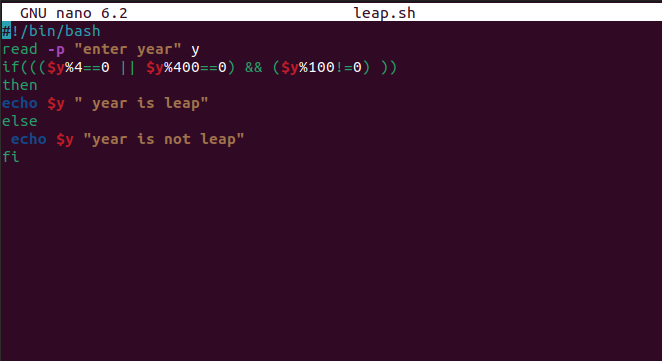 GNU nano 6.2 leap.sh
#!/bin/bash
read -p "enter year" y
if((($y%4==0 || $y%400==0) && ($y%100!=0) ))
then
echo $y " year is leap"
else
 echo $y "year is not leap"
fi